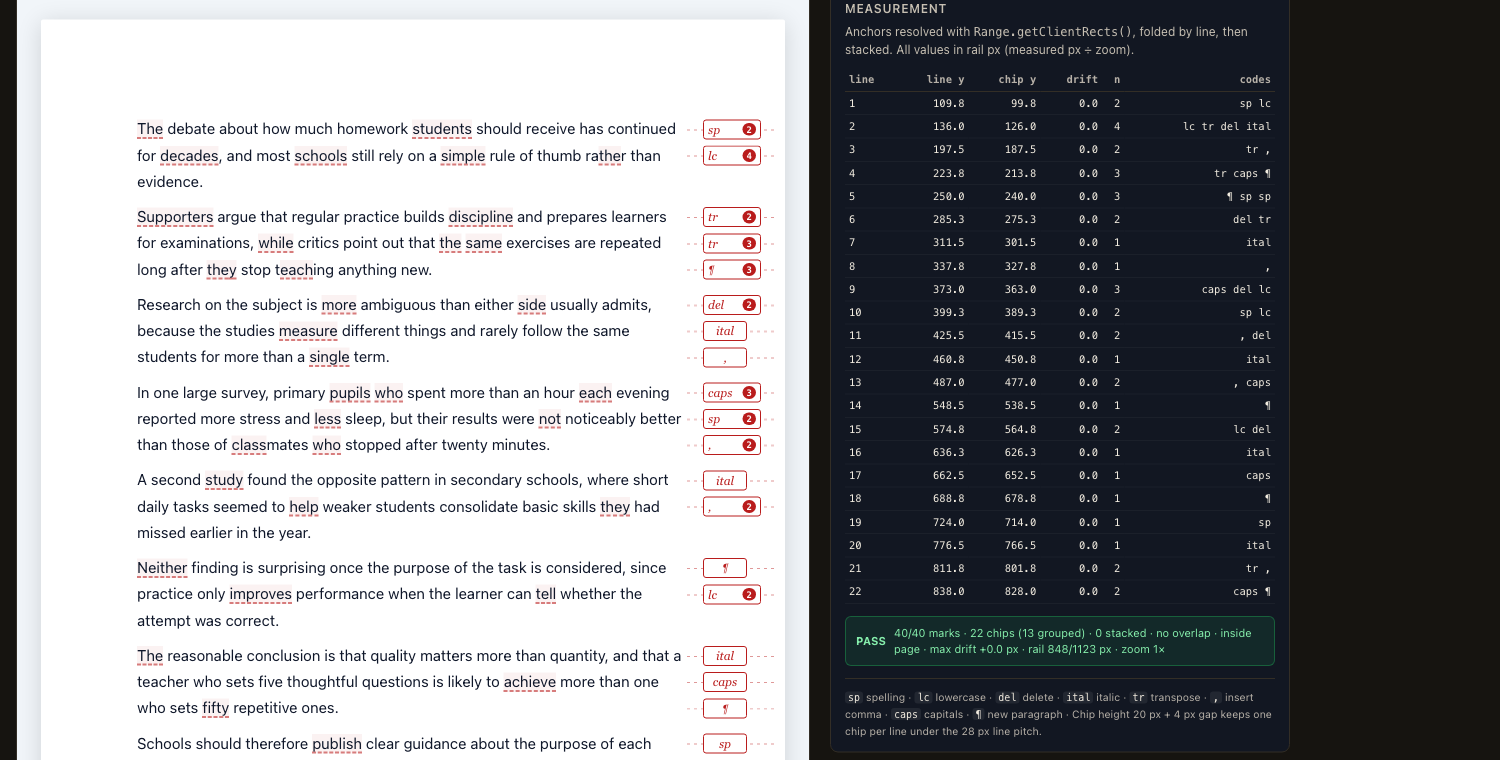 The debate about how much homework students should receive has continued sp 2
for decades, and most schools still rely on a simple rule of thumb rather than lc 4
evidence.
Supporters argue that regular practice builds discipline and prepares learners tr 2
for examinations, while critics point out that the same exercises are repeated tr 3
long after they stop teaching anything new. ¶ 3
Research on the subject is more ambiguous than either side usually admits, del 2
because the studies measure different things and rarely follow the same ital
students for more than a single term. ,
In one large survey, primary pupils who spent more than an hour each evening caps 3
reported more stress and less sleep, but their results were not noticeably better sp 2
than those of classmates who stopped after twenty minutes. , 2
A second study found the opposite pattern in secondary schools, where short ital
daily tasks seemed to help weaker students consolidate basic skills they had , 2
missed earlier in the year.
Neither finding is surprising once the purpose of the task is considered, since ¶
practice only improves performance when the learner can tell whether the lc 2
attempt was correct.
The reasonable conclusion is that quality matters more than quantity, and that a ital
teacher who sets five thoughtful questions is likely to achieve more than one caps
who sets fifty repetitive ones. ¶
Schools should therefore publish clear guidance about the purpose of each sp
MEASUREMENT
Anchors resolved with Range.getClientRects(), folded by line, then
stacked. All values in rail px (measured px ÷ zoom).
line line y chip y drift n codes
1 109.8 99.8 0.0 2 sp lc
2 136.0 126.0 0.0 4 lc tr del ital
3 197.5 187.5 0.0 2 tr ,
4 223.8 213.8 0.0 3 tr caps ¶
5 250.0 240.0 0.0 3 ¶ sp sp
6 285.3 275.3 0.0 2 del tr
7 311.5 301.5 0.0 1 ital
8 337.8 327.8 0.0 1 ,
9 373.0 363.0 0.0 3 caps del lc
10 399.3 389.3 0.0 2 sp lc
11 425.5 415.5 0.0 2 , del
12 460.8 450.8 0.0 1 ital
13 487.0 477.0 0.0 2 , caps
14 548.5 538.5 0.0 1 ¶
15 574.8 564.8 0.0 2 lc del
16 636.3 626.3 0.0 1 ital
17 662.5 652.5 0.0 1 caps
18 688.8 678.8 0.0 1 ¶
19 724.0 714.0 0.0 1 sp
20 776.5 766.5 0.0 1 ital
21 811.8 801.8 0.0 2 tr ,
22 838.0 828.0 0.0 2 caps ¶
PASS 40/40 marks · 22 chips (13 grouped) · 0 stacked · no overlap · inside
page · max drift +0.0 px · rail 848/1123 px · zoom 1×
sp spelling · lc lowercase · del delete · ital italic · tr transpose · , insert
comma · caps capitals · ¶ new paragraph · Chip height 20 px + 4 px gap keeps one
chip per line under the 28 px line pitch.